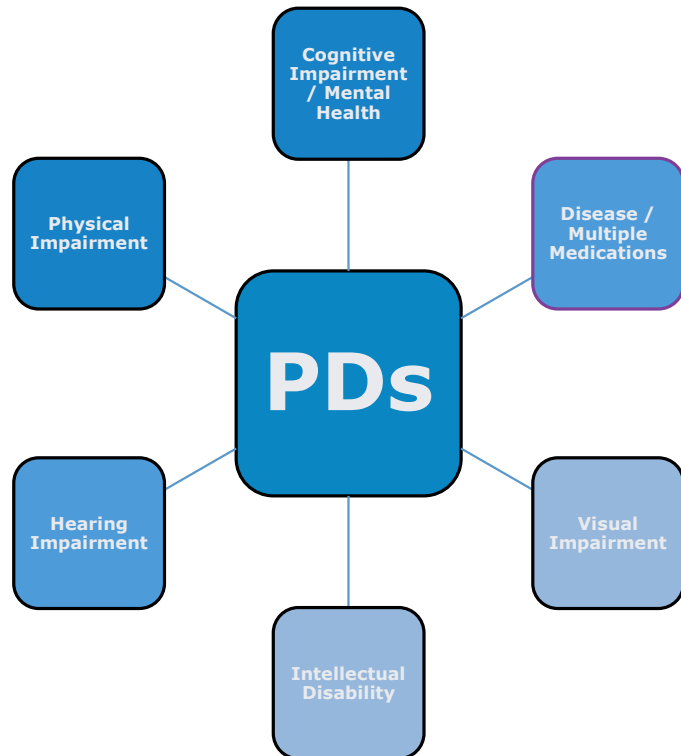 Cognitive
Impairment
/ Mental
Health
Physical
Impairment
Disease /
Multiple
Medications
PDs
Hearing
Impairment
Visual
Impairment
Intellectual
Disability